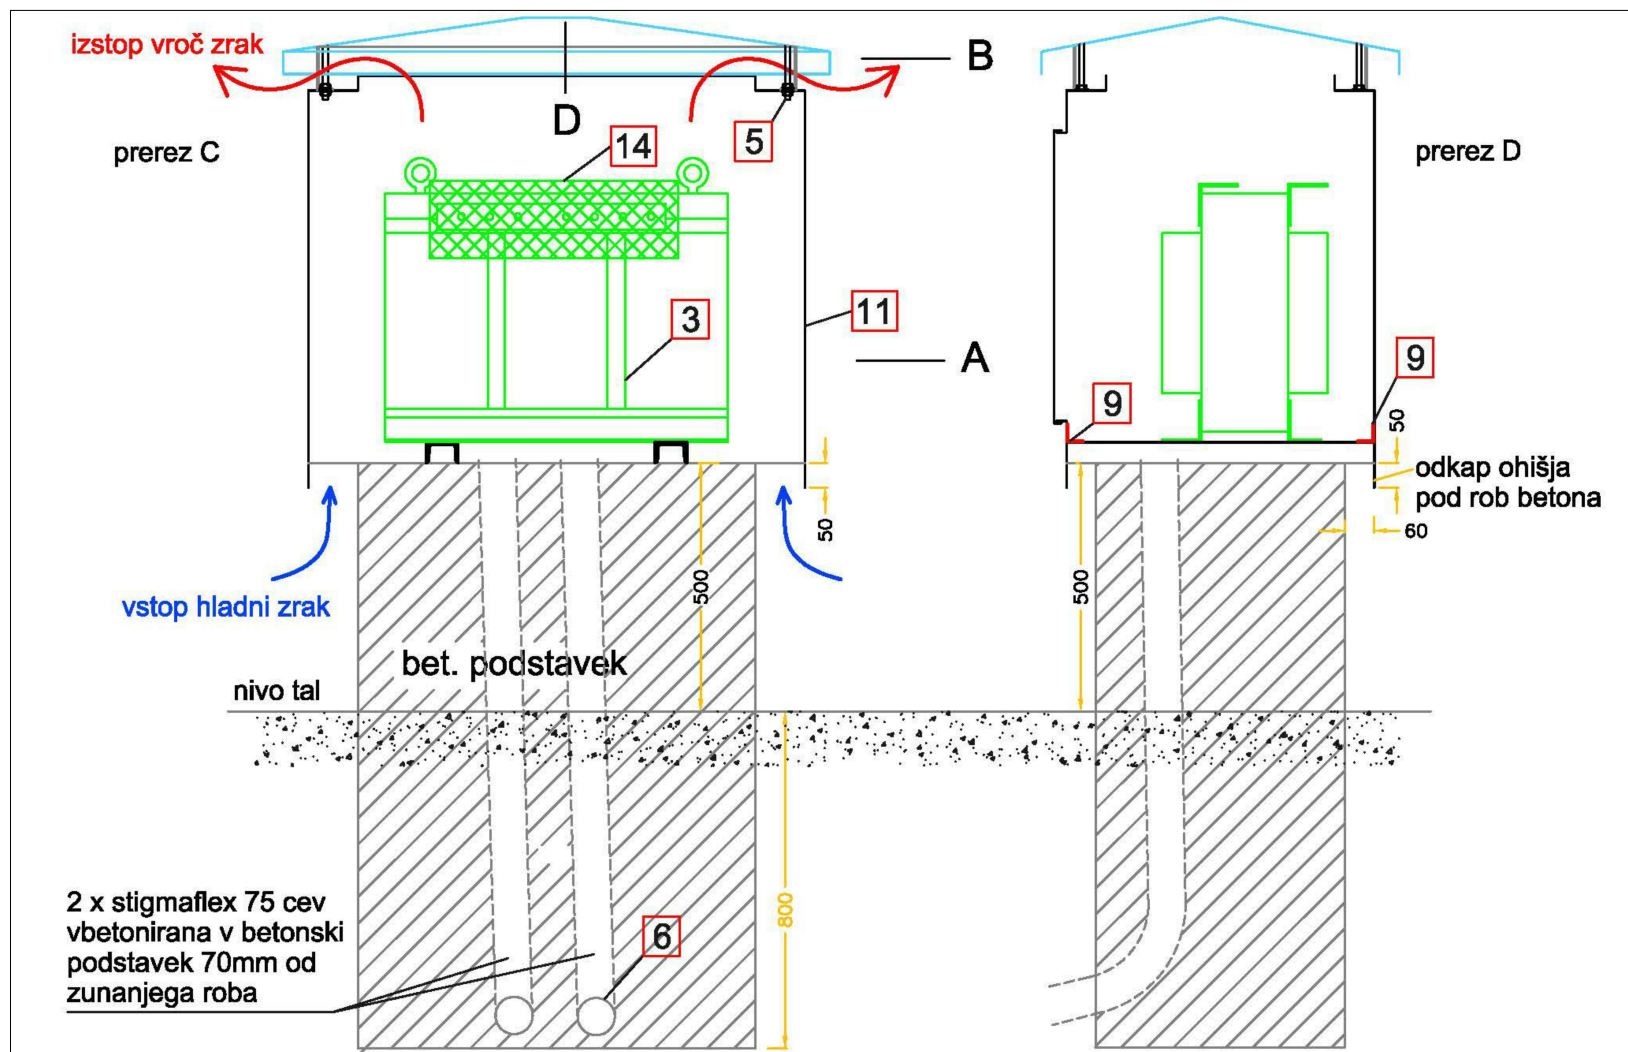 izstop vroč zrak
B
D
5
14
prerez C
prerez D
3
11
A
9
9
50
odkap ohišja
pod rob betona
60
50
500
500
vstop hladni zrak
bet. podstavek
nivo tal
800
2 x stigmaflex 75 cev
vbetonirana v betonski
podstavek 70mm od
zunanjega roba
6